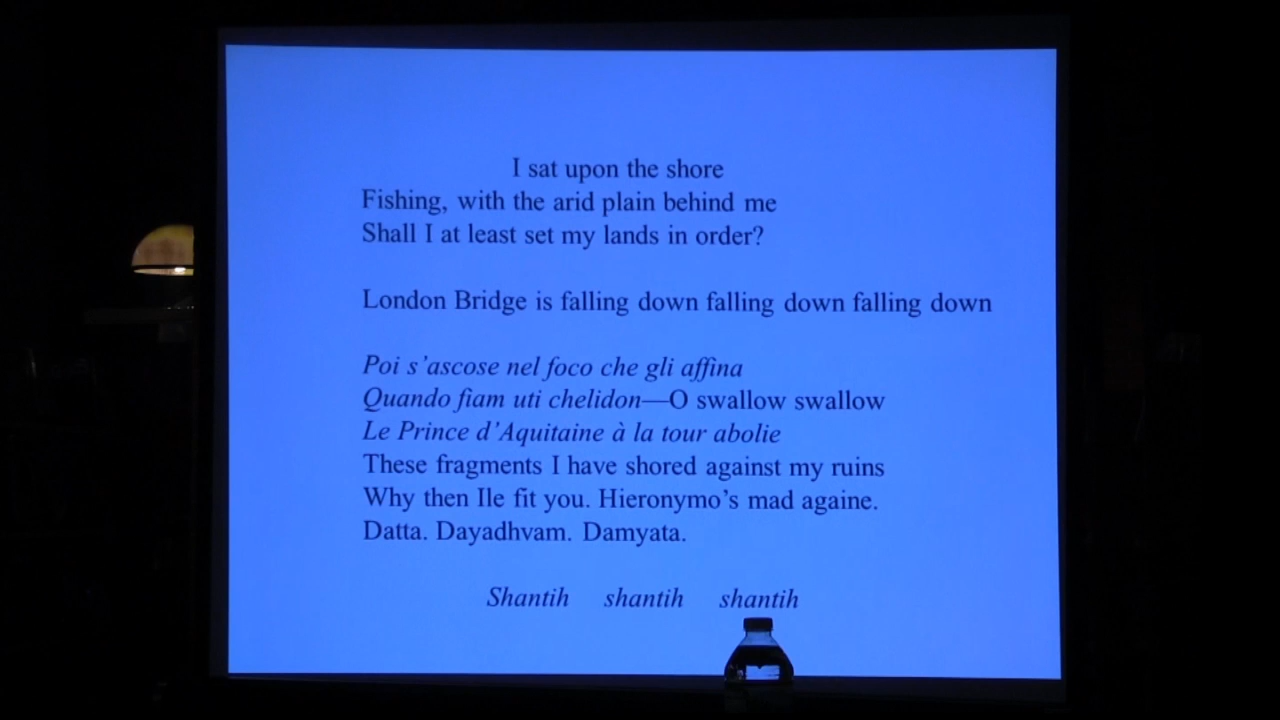 I sat upon the shore
Fishing, with the arid plain behind me
Shall I at least set my lands in order?
London Bridge is falling down falling down falling down
Poi s’ascose nel foco che gli affina
Quando fiam uti chelidon—O swallow swallow
Le Prince d’Aquitaine à la tour abolie
These fragments I have shored against my ruins
Why then Ile fit you. Hieronymo’s mad againe.
Datta. Dayadhvam. Damyata.
Shantih shantih shantih